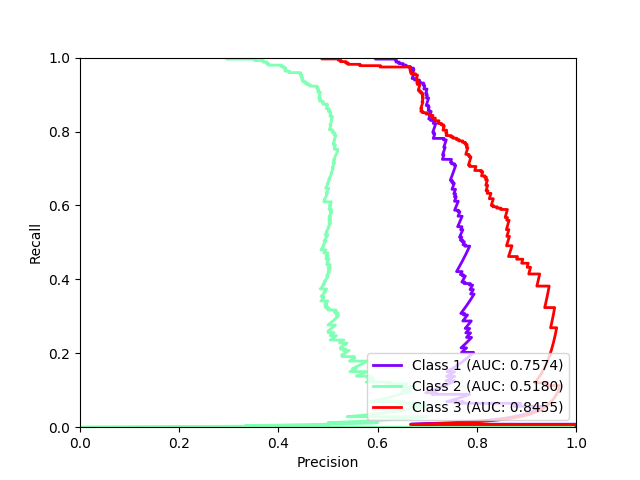 1.0
0.8
0.6
0.4
0.2
0.0
Recall
0.0 0.2 0.4 0.6 0.8 1.0
Precision
Class 1 (AUC: 0.7574)
Class 2 (AUC: 0.5180)
Class 3 (AUC: 0.8455)